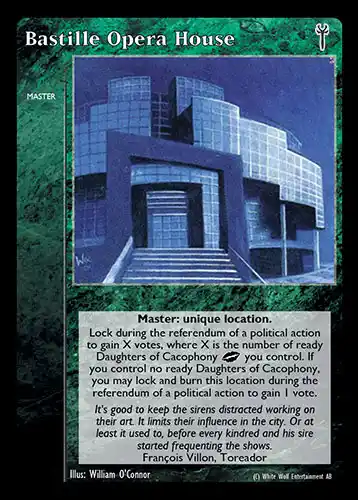 Bastille Opera House
MASTER
Master: unique location.
Lock during the referendum of a political action
to gain X votes, where X is the number of ready
Daughters of Cacophony you control. If
you control no ready Daughters of Cacophony,
you may lock and burn this location during the
referendum of a political action to gain 1 vote.
It's good to keep the sirens distracted working on
their art. It limits their influence in the city. Or at
least it used to, before every kindred and his sire
started frequenting the shows.
François Villon, Toreador
Illus: William O'Connor
(C) White Wolf Entertainment AB